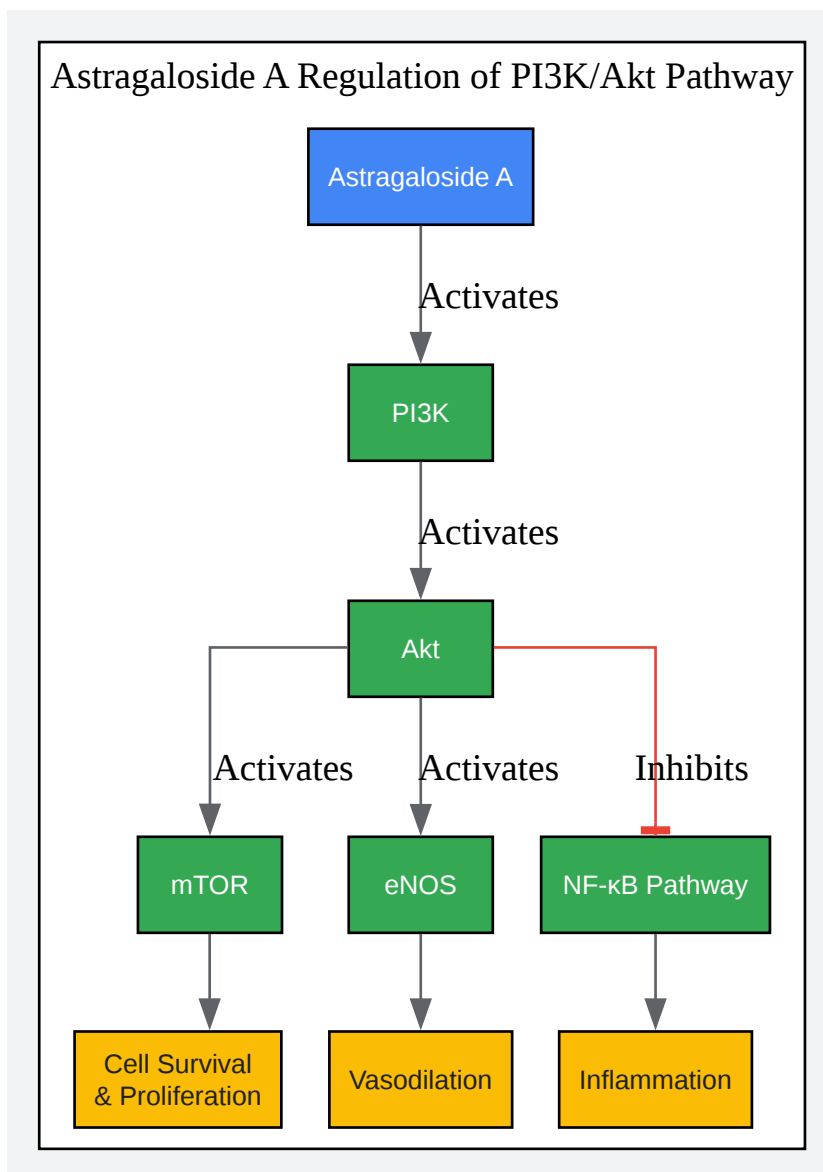 Astragaloside A Regulation of PI3K/Akt Pathway
Astragaloside A
Activates
PI3K
Activates
Akt
Activates
Activates
Inhibits
mTOR
eNOS
NF-κB Pathway
Cell Survival
& Proliferation
Vasodilation
Inflammation